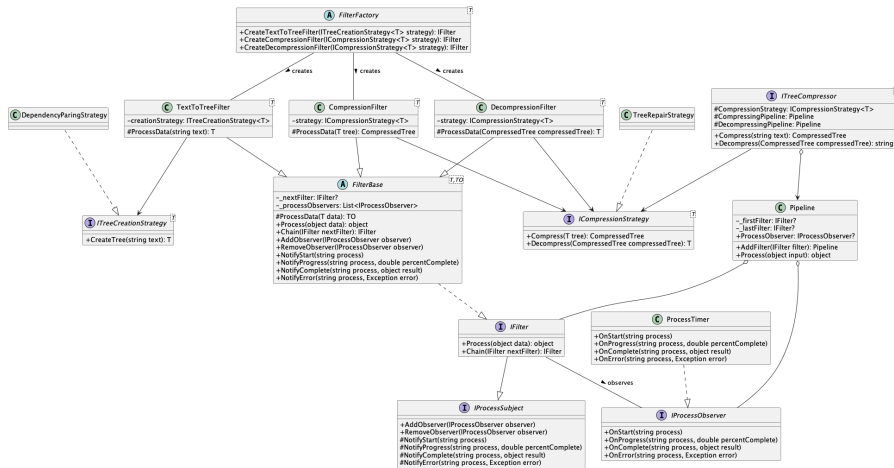 A FilterFactory T
+CreateTextToTreeFilter(ITreeCreationStrategy<T> strategy): IFilter
+CreateCompressionFilter(ICompressionStrategy<T> strategy): IFilter
+CreateDecompressionFilter(ICompressionStrategy<T> strategy): IFilter
creates
creates
creates
C DependencyParingStrategy
C TextToTreeFilter T
-creationStrategy: ITreeCreationStrategy<T>
#ProcessData(string text): T
C CompressionFilter T
-strategy: ICompressionStrategy<T>
#ProcessData(T tree): CompressedTree
C DecompressionFilter T
-strategy: ICompressionStrategy<T>
#ProcessData(CompressedTree compressedTree): T
C TreeRepairStrategy
I ITreeCompressor
#CompressionStrategy: ICompressionStrategy<T>
#CompressingPipeline: Pipeline
#DecompressingPipeline: Pipeline
+Compress(string text): CompressedTree
+Decompress(CompressedTree compressedTree): string
I ITreeCreationStrategy T
+CreateTree(string text): T
A FilterBase T,TO
-_nextFilter: IFilter?
-_processObservers: List<IProcessObserver>
#ProcessData(T data): TO
+Process(object data): object
+Chain(IFilter nextFilter): IFilter
+AddObserver(IProcessObserver observer)
+RemoveObserver(IProcessObserver observer)
+NotifyStart(string process)
+NotifyProgress(string process, double percentComplete)
+NotifyComplete(string process, object result)
+NotifyError(string process, Exception error)
I ICompressionStrategy T
+Compress(T tree): CompressedTree
-Decompress(CompressedTree compressedTree): T
C Pipeline
-_firstFilter: IFilter?
-_lastFilter: IFilter?
+ProcessObserver: IProcessObserver?
+AddFilter(IFilter filter): Pipeline
+Process(object input): object
I IFilter
+Process(object data): object
+Chain(IFilter nextFilter): IFilter
C ProcessTimer
+OnStart(string process)
+OnProgress(string process, double percentComplete)
+OnComplete(string process, object result)
+OnError(string process, Exception error)
observes
I IProcessSubject
+AddObserver(IProcessObserver observer)
+RemoveObserver(IProcessObserver observer)
#NotifyStart(string process)
#NotifyProgress(string process, double percentComplete)
#NotifyComplete(string process, object result)
#NotifyError(string process, Exception error)
I IProcessObserver
+OnStart(string process)
+OnProgress(string process, double percentComplete)
+OnComplete(string process, object result)
+OnError(string process, Exception error)